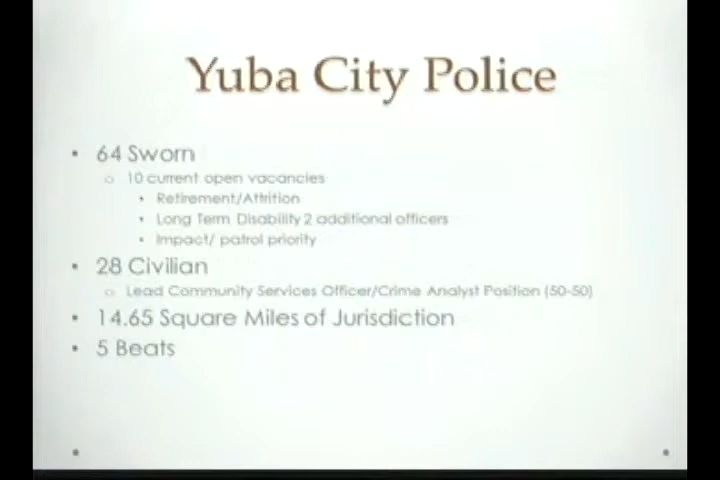 Yuba City Police
• 64 Sworn
o 10 current open vacancies
• Retirement/Attrition
• Long Term Disability 2 additional officers
• Impact/ patrol priority
• 28 Civilian
o Lead Community Services Officer/Crime Analyst Position (50-50)
• 14.65 Square Miles of Jurisdiction
• 5 Beats